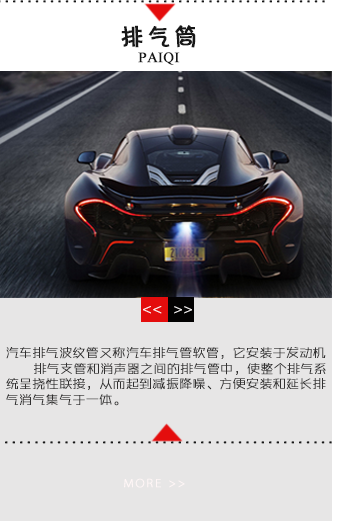 排气筒
PAIQI
<< >>
汽车排气波纹管又称汽车排气管软管，它安装于发动机
排气支管和消声器之间的排气管中，使整个排气系
统呈挠性联接，从而起到减振降噪、方便安装和延长排
气消气集气于一体。
MORE >>